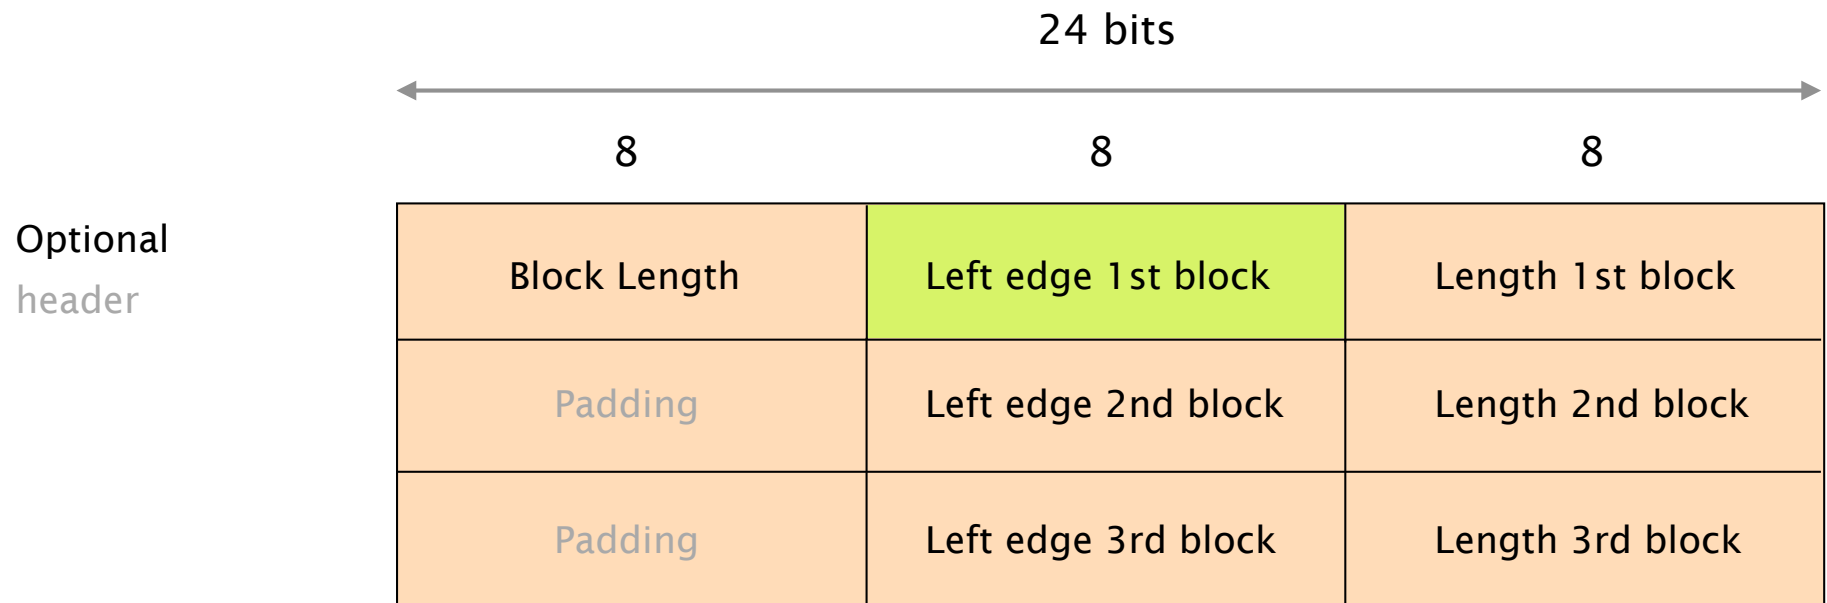 24 bits
8 8 8
Optional
header
Block Length Left edge 1st block Length 1st block
Padding Left edge 2nd block Length 2nd block
Padding Left edge 3rd block Length 3rd block